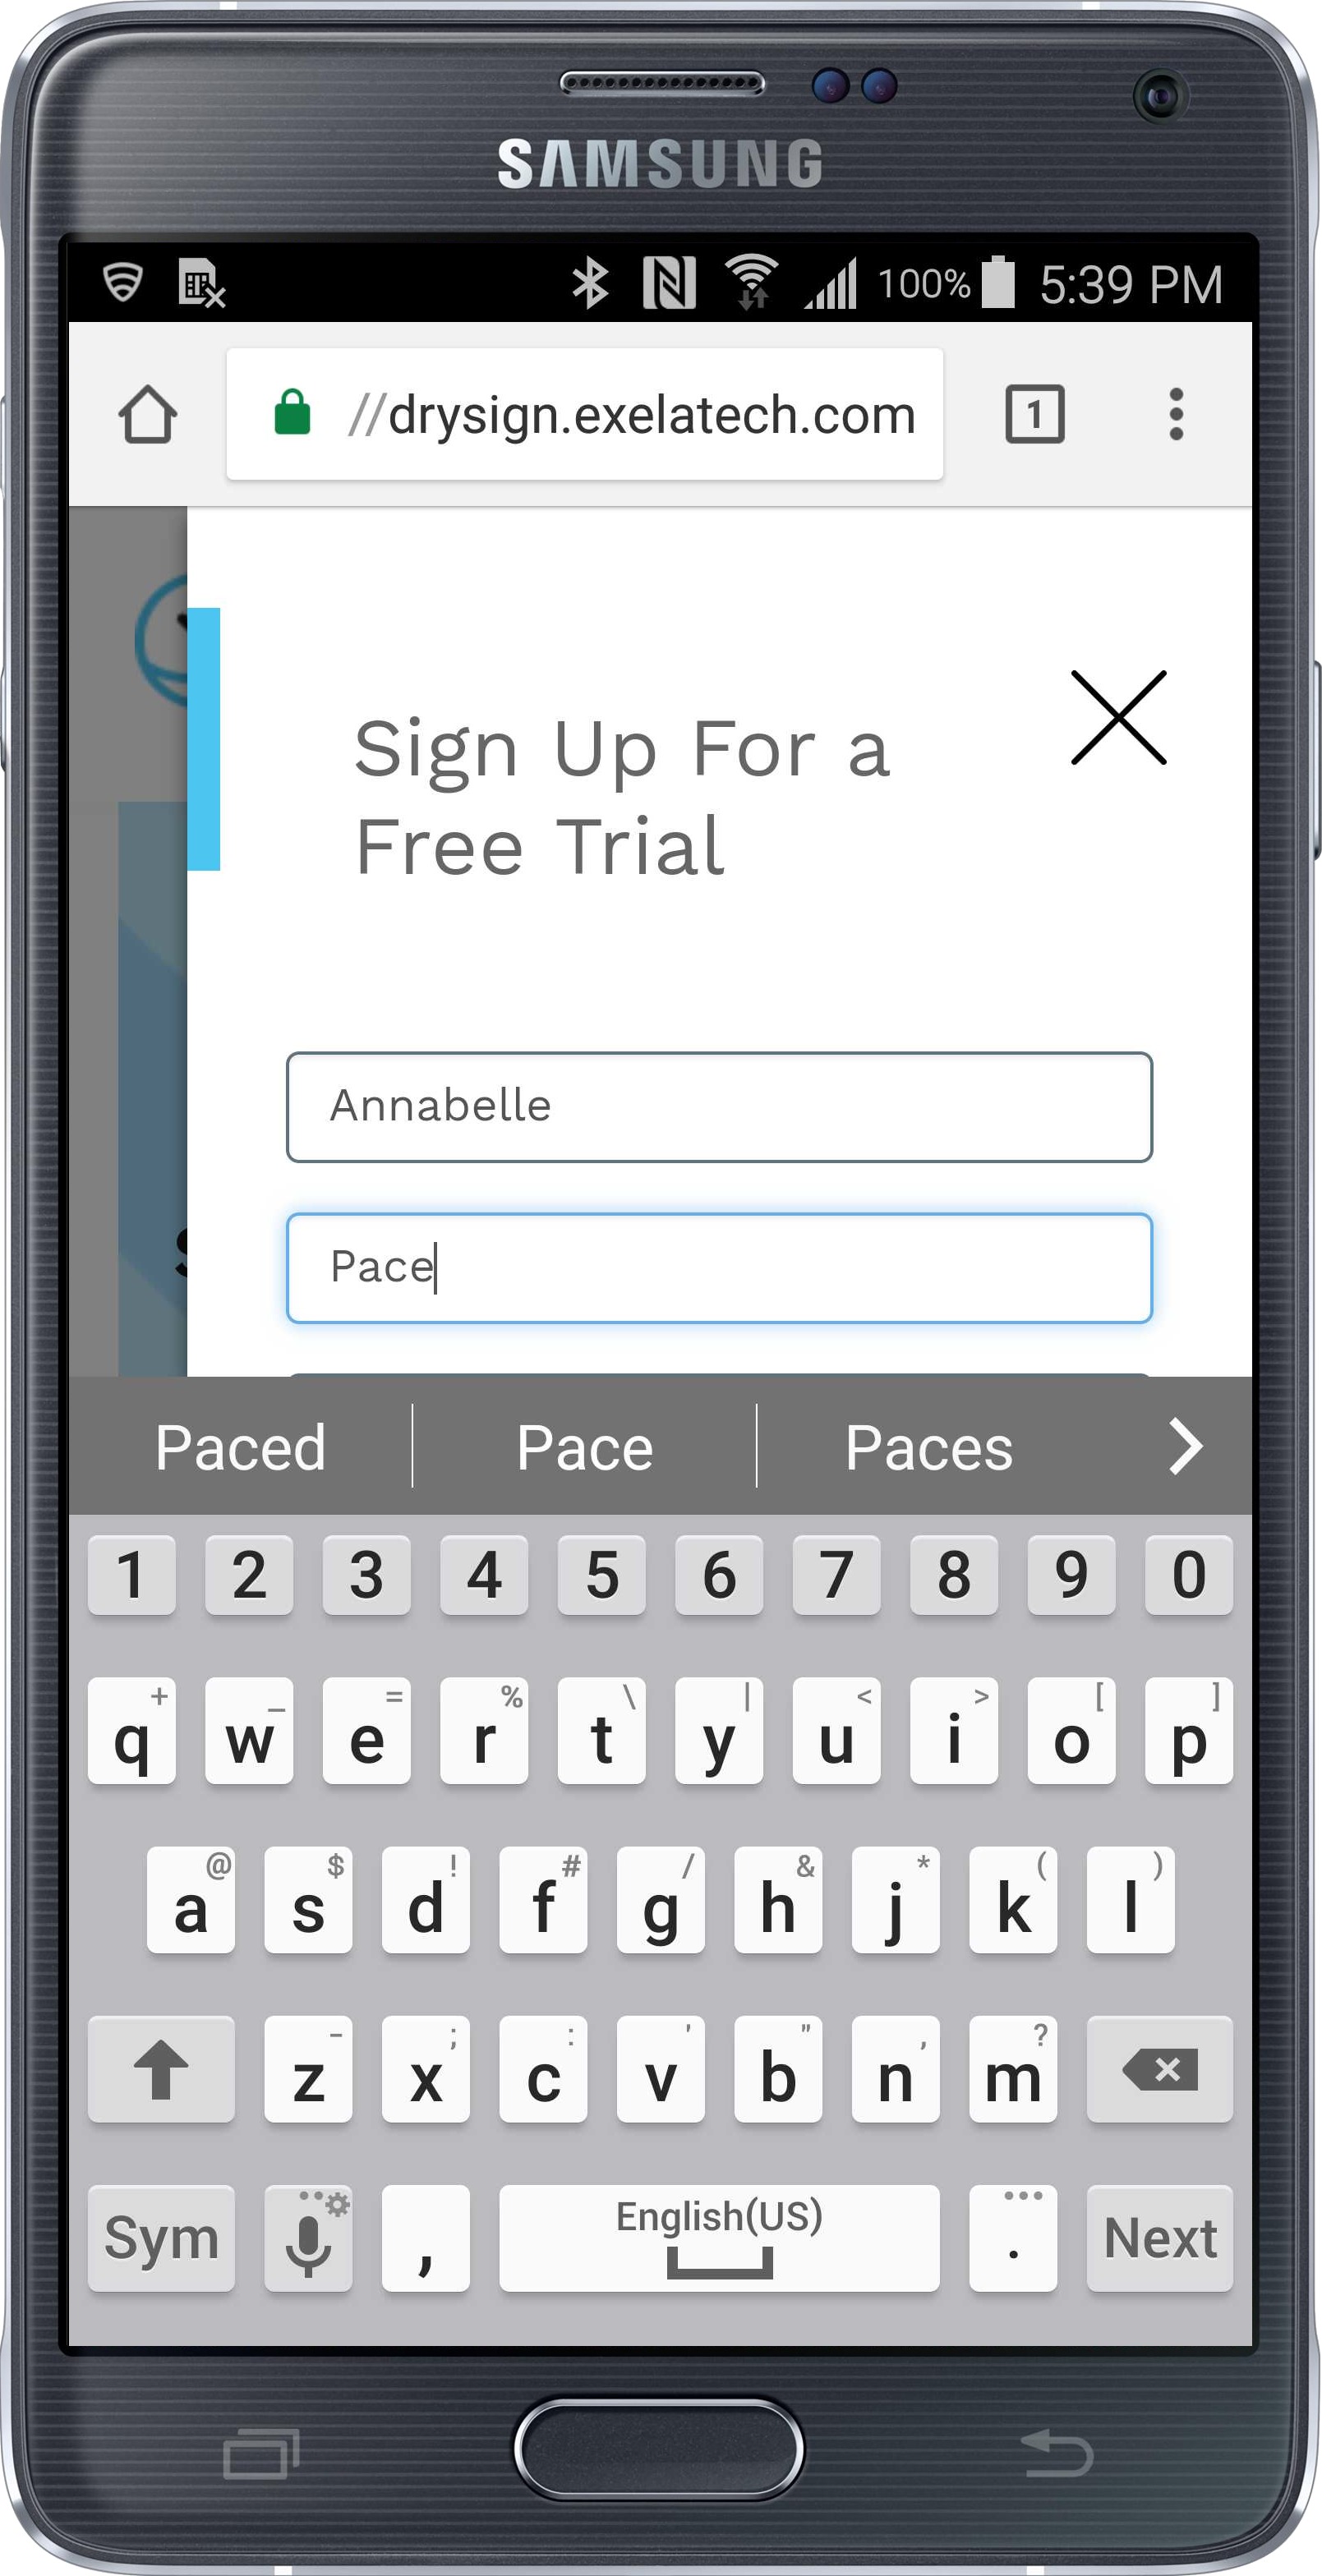 SAMSUNG
100% 5:39 PM
//drysign.exelatech.com 1
Sign Up For a
Free Trial
Annabelle
Pace
Paced Pace Paces
1 2 3 4 5 6 7 8 9 0
+ _ = % \ | < > [ ]
q w e r t y u i o p
@ $ ! # / & * ( )
a s d f g h j k l
- ; : ' " , ?
z x c v b n m
Sym , English(US) . Next